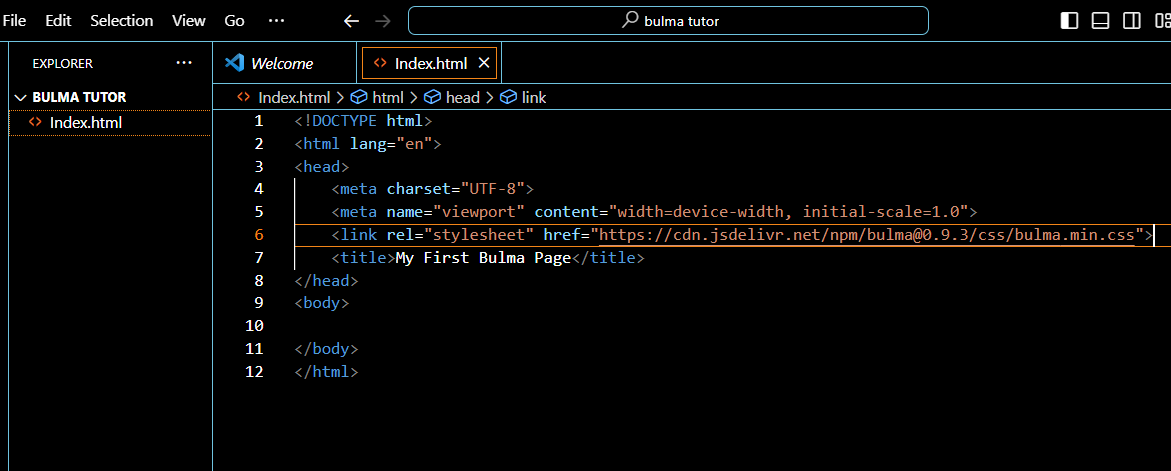 File Edit Selection View Go ··· bulma tutor
EXPLORER ···
BULMA TUTOR
Index.html
Welcome
Index.html
Index.html > html > head > link
1 <!DOCTYPE html>
2 <html lang="en">
3 <head>
4 <meta charset="UTF-8">
5 <meta name="viewport" content="width=device-width, initial-scale=1.0">
6 <link rel="stylesheet" href="https://cdn.jsdelivr.net/npm/bulma@0.9.3/css/bulma.min.css">
7 <title>My First Bulma Page</title>
8 </head>
9 <body>
10
11 </body>
12 </html>